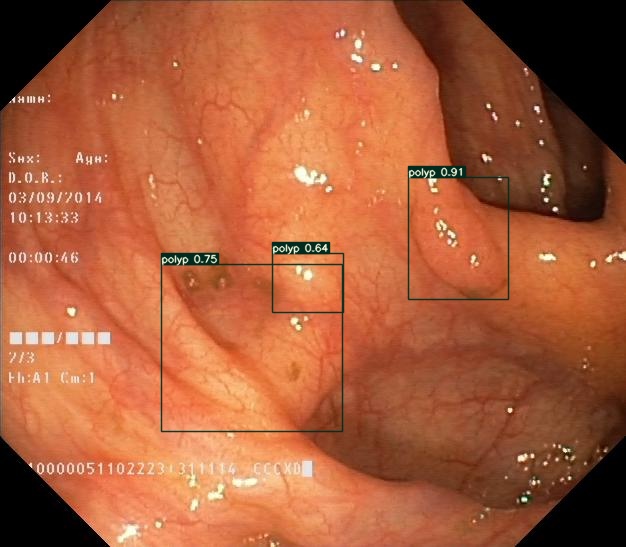 Name:
Sex: Age:
D.O.B.:
03/09/2014
10:13:33
00:00:46
■■■/■■■
2/3
Eh:A1 Cm:1
polyp 0.91
polyp 0.64
polyp 0.75